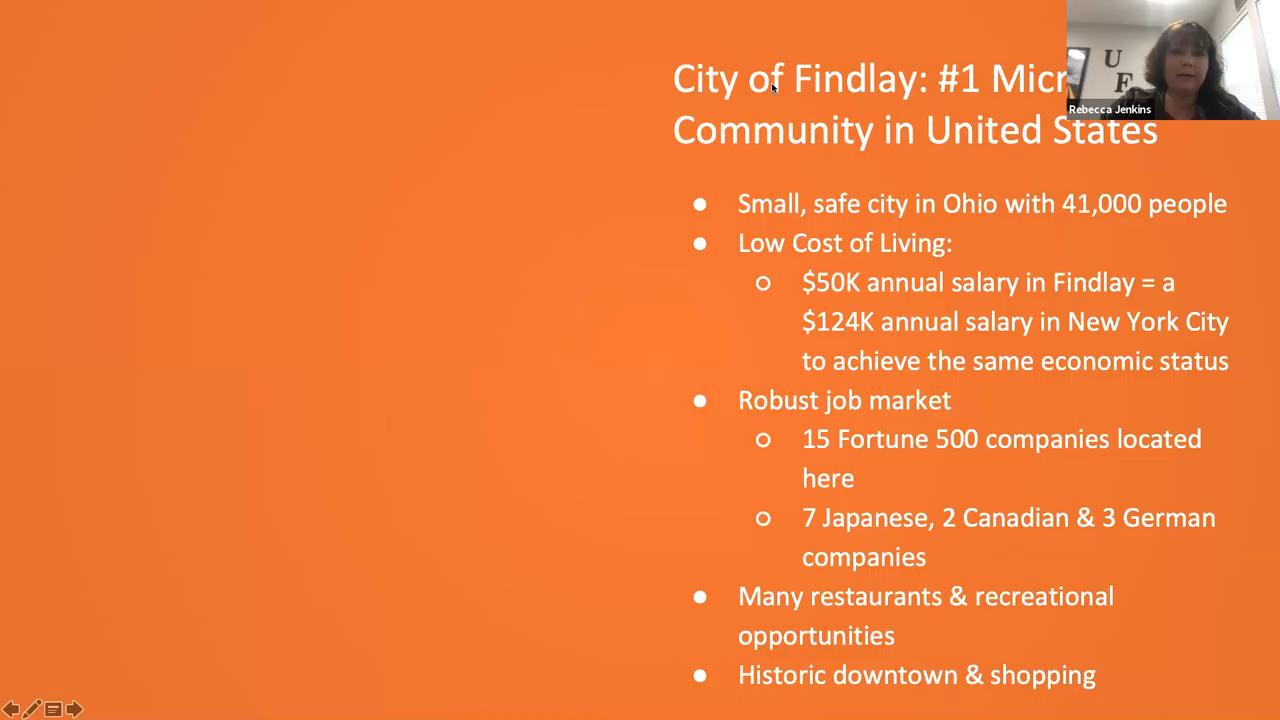 City of Findlay: #1 Micr
Community in United States
U
F
Rebecca Jenkins
● Small, safe city in Ohio with 41,000 people
● Low Cost of Living:
○ $50K annual salary in Findlay = a
$124K annual salary in New York City
to achieve the same economic status
● Robust job market
○ 15 Fortune 500 companies located
here
○ 7 Japanese, 2 Canadian & 3 German
companies
● Many restaurants & recreational
opportunities
● Historic downtown & shopping